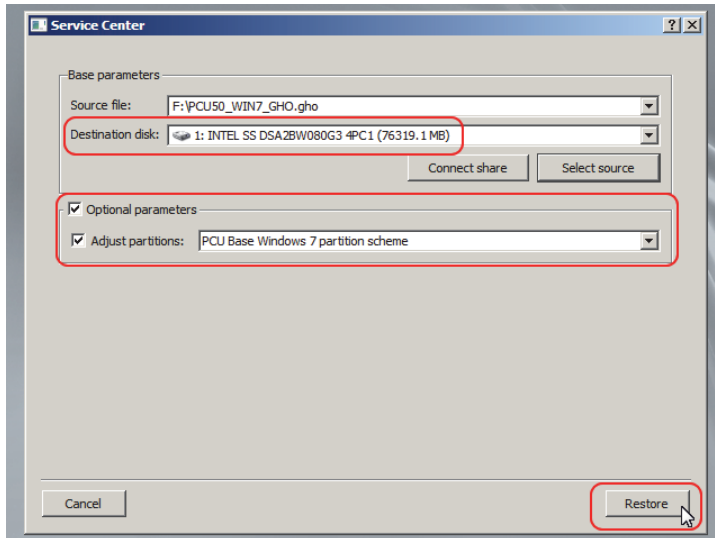 Service Center
Base parameters
Source file: F:\PCU50_WIN7_GHO.gho
Destination disk: 1: INTEL SS DSA2BW080G3 4PC1 (76319.1 MB)
Connect share Select source
Optional parameters
Adjust partitions: PCU Base Windows 7 partition scheme
Cancel Restore